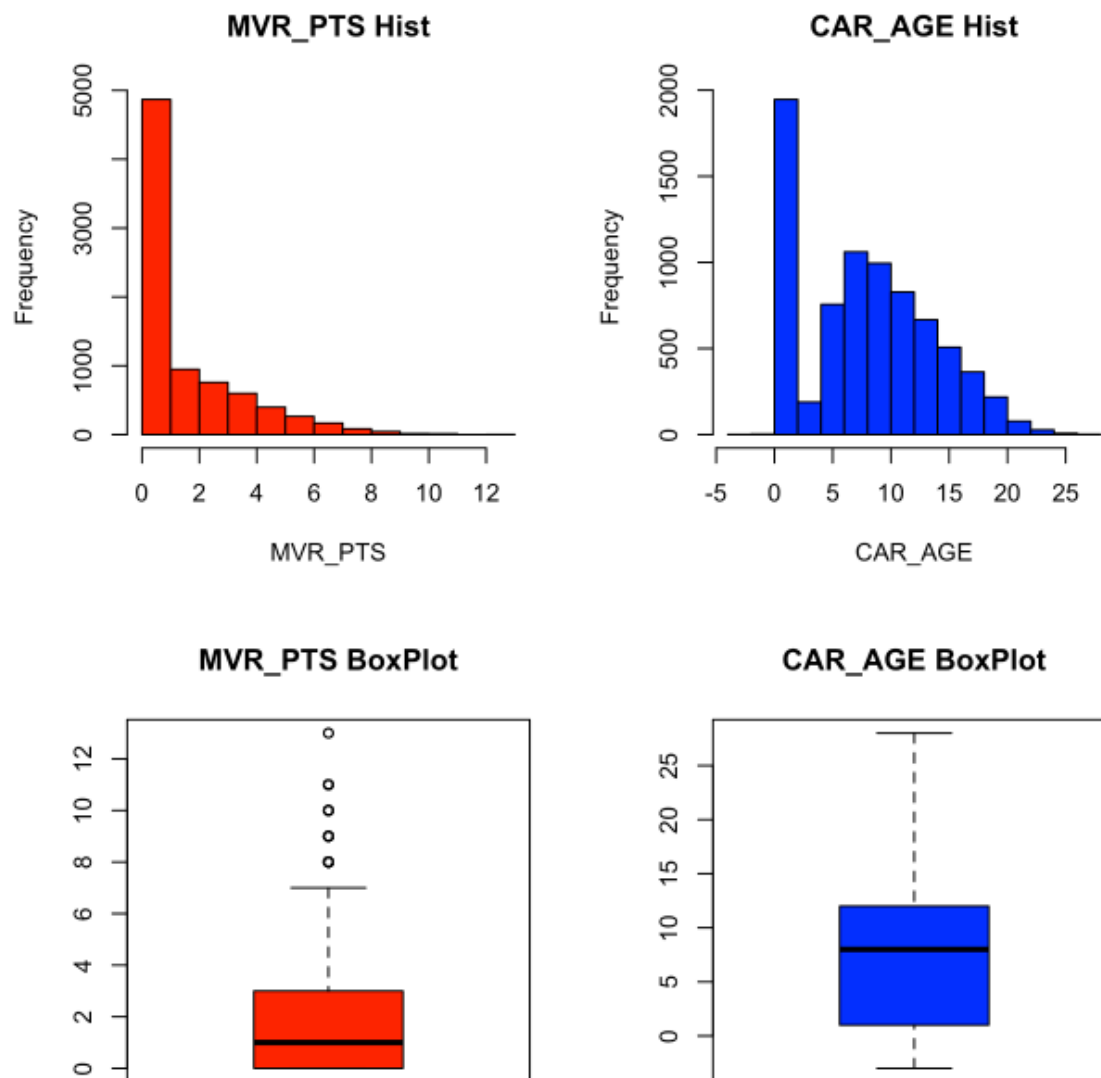 MVR_PTS Hist
Frequency
0 1000 3000 5000
0 2 4 6 8 10 12
MVR_PTS
CAR_AGE Hist
Frequency
0 500 1000 1500 2000
-5 0 5 10 15 20 25
CAR_AGE
MVR_PTS BoxPlot
0 2 4 6 8 10 12
CAR_AGE BoxPlot
0 5 10 15 20 25